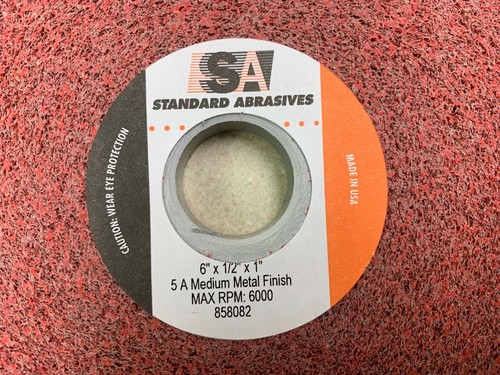 SA
STANDARD ABRASIVES
CAUTION: WEAR EYE PROTECTION
MADE IN USA
6" x 1/2" x 1"
5 A Medium Metal Finish
MAX RPM: 6000
858082